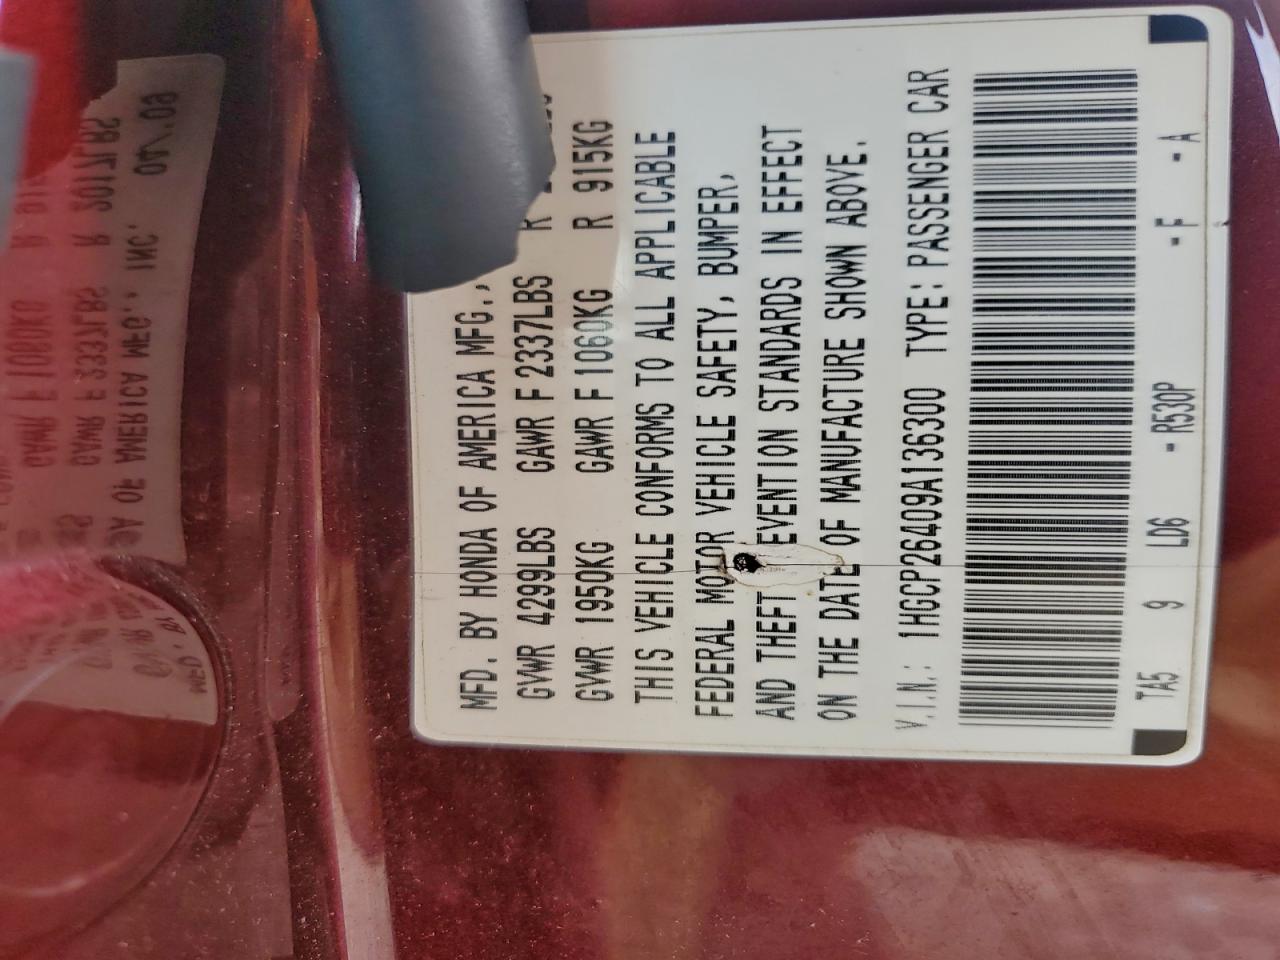 MFD. BY HONDA OF AMERICA MFG.,
GVWR 4299LBS GAWR F 2337LBS R
GVWR 1950KG GAWR F 1060KG R 915KG
THIS VEHICLE CONFORMS TO ALL APPLICABLE
FEDERAL MOTOR VEHICLE SAFETY, BUMPER,
AND THEFT EVENTION STANDARDS IN EFFECT
ON THE DATE OF MANUFACTURE SHOWN ABOVE.
V.I.N.: 1HGCP26409A136300 TYPE: PASSENGER CAR
TA5 9 LD6 - R530P -F -A